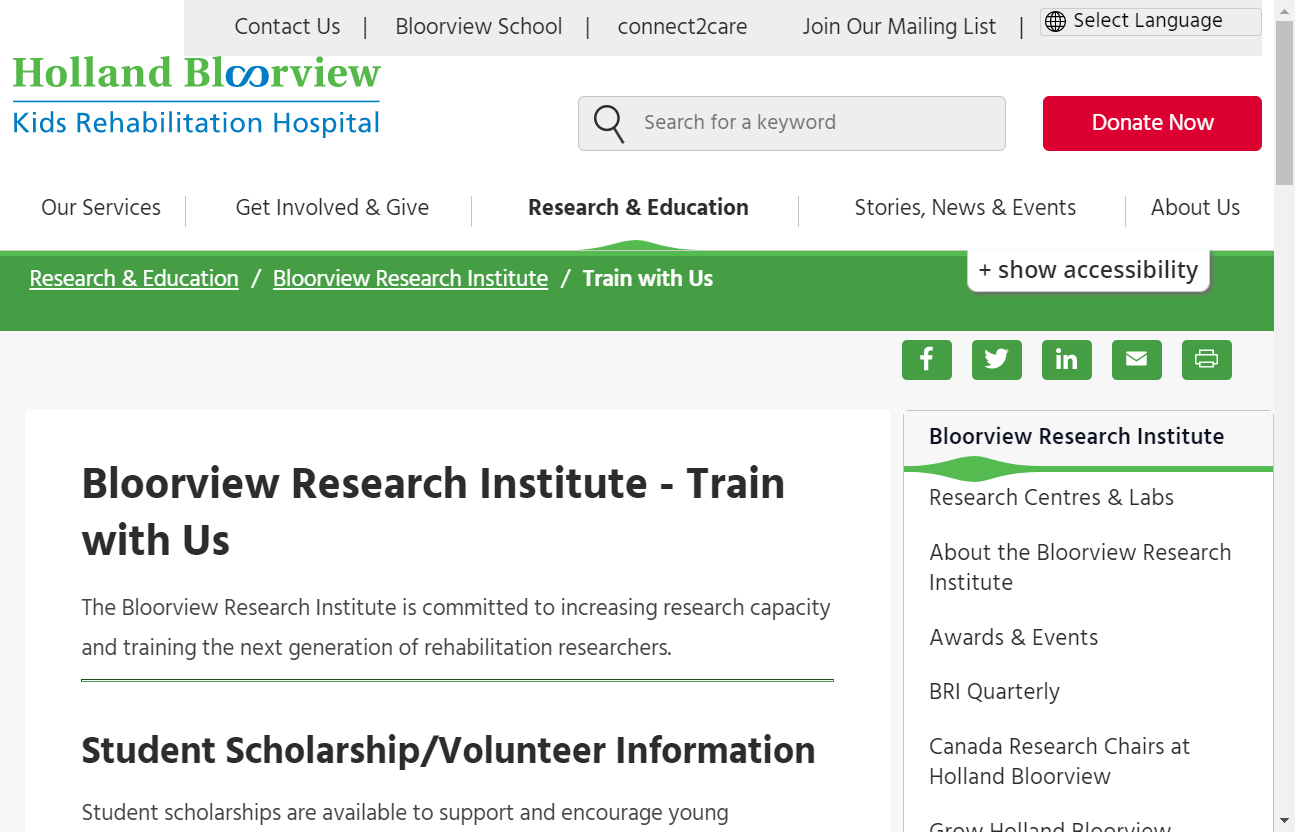 Contact Us | Bloorview School | connect2care Join Our Mailing List | Select Language
Holland Bloorview
Kids Rehabilitation Hospital
Search for a keyword
Donate Now
Our Services Get Involved & Give Research & Education Stories, News & Events About Us
Research & Education / Bloorview Research Institute / Train with Us
+ show accessibility
Bloorview Research Institute - Train
with Us
The Bloorview Research Institute is committed to increasing research capacity
and training the next generation of rehabilitation researchers.
Student Scholarship/Volunteer Information
Student scholarships are available to support and encourage young
Bloorview Research Institute
Research Centres & Labs
About the Bloorview Research
Institute
Awards & Events
BRI Quarterly
Canada Research Chairs at
Holland Bloorview
Grow Holland Bloorview